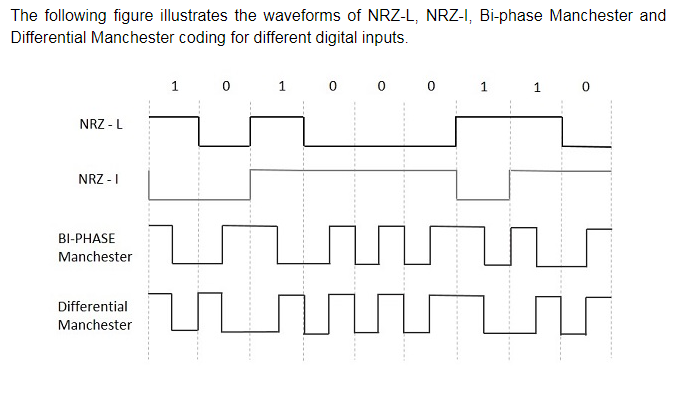 The following figure illustrates the waveforms of NRZ-L, NRZ-I, Bi-phase Manchester and
Differential Manchester coding for different digital inputs.
1 0 1 0 0 0 1 1 0
NRZ - L
NRZ - I
BI-PHASE
Manchester
Differential
Manchester